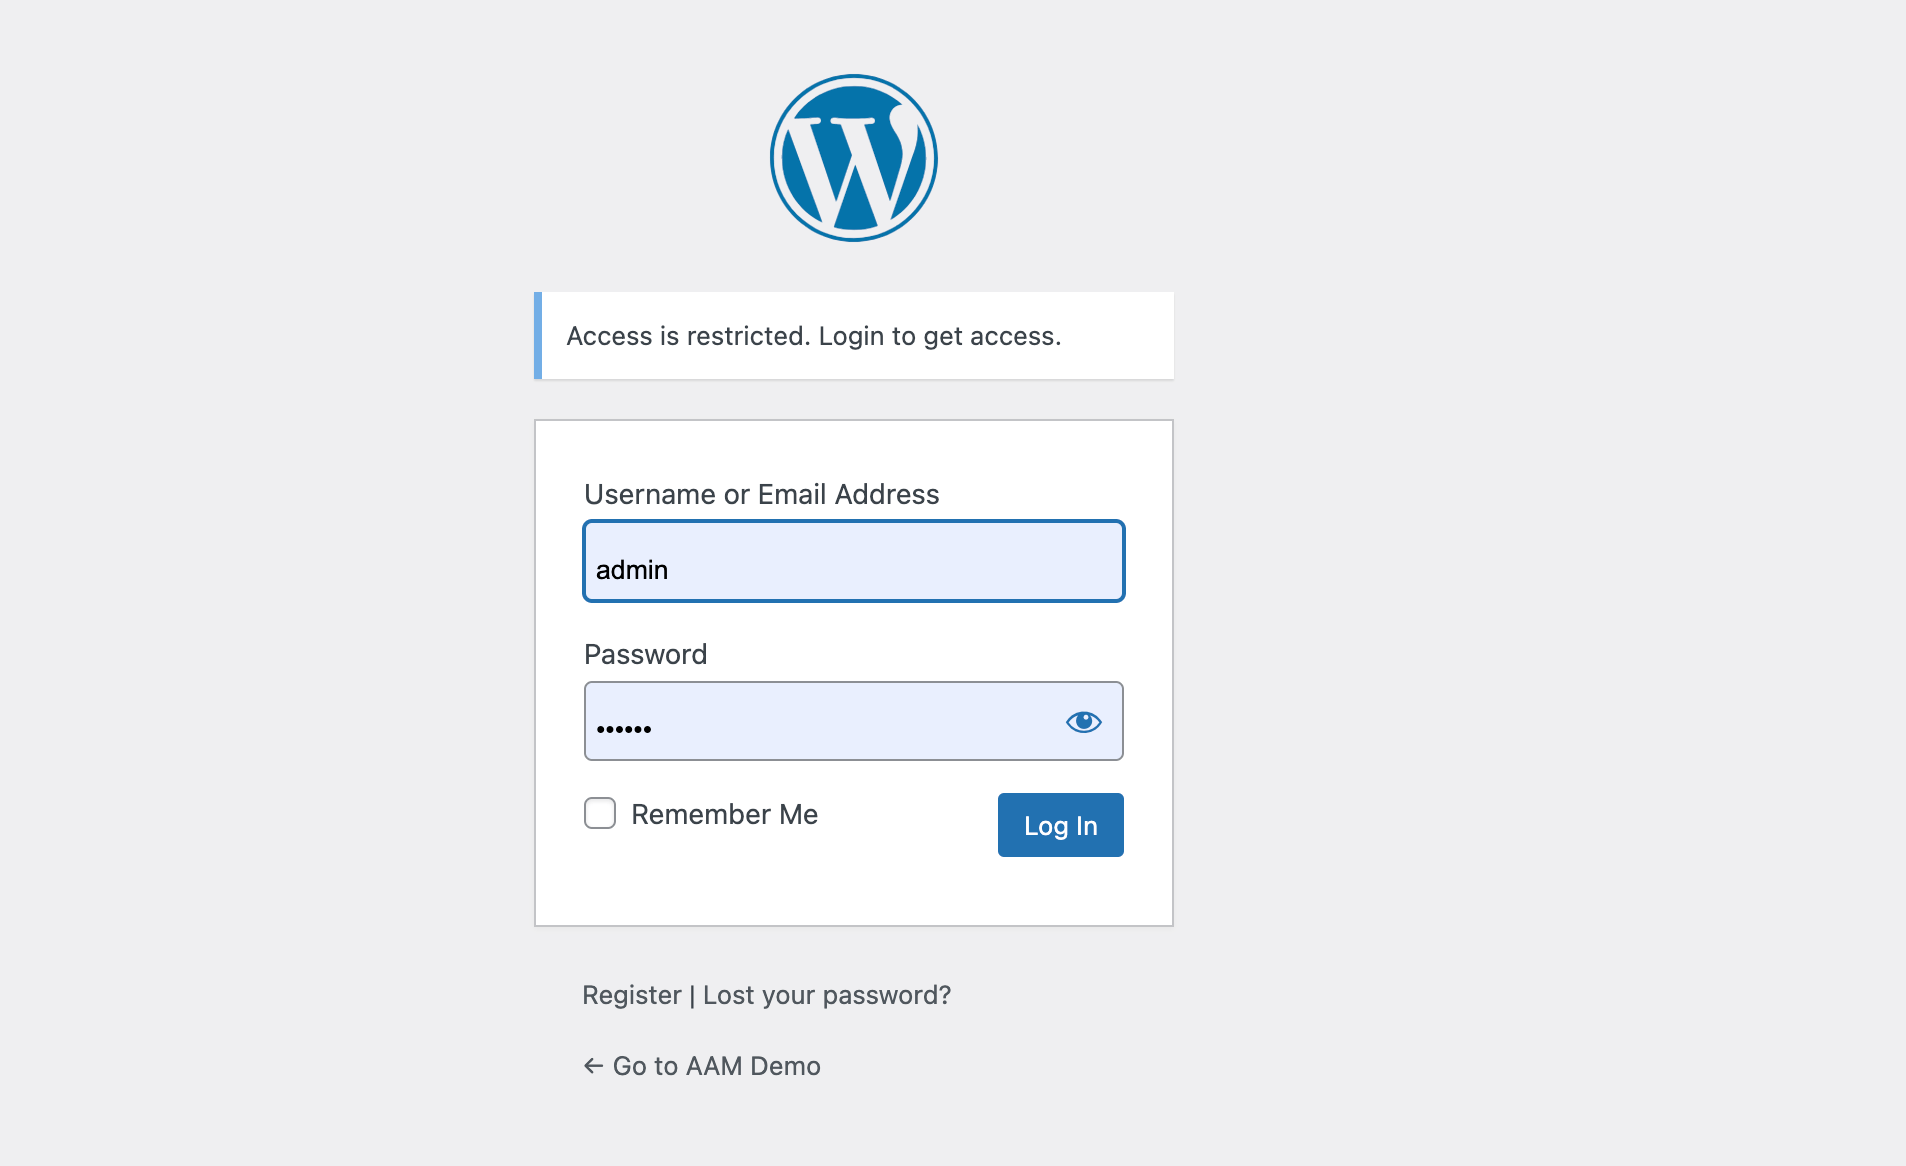 Access is restricted. Login to get access.
Username or Email Address
admin
Password
••••••
Remember Me
Log In
Register | Lost your password?
← Go to AAM Demo